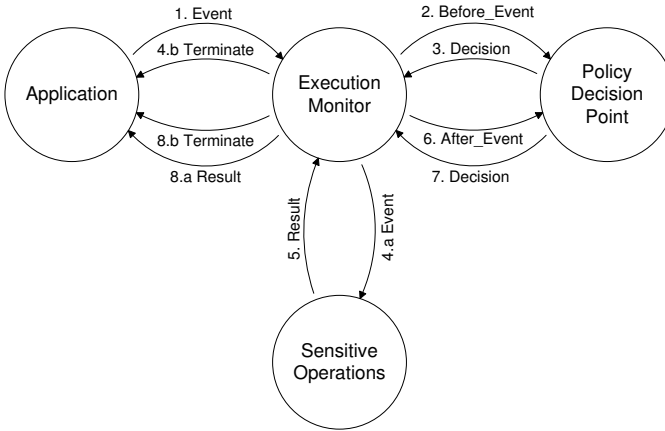 1. Event
2. Before_Event
4.b Terminate
3. Decision
Application
Execution
Monitor
Policy
Decision
Point
8.b Terminate
6. After_Event
8.a Result
7. Decision
5. Result
4.a Event
Sensitive
Operations